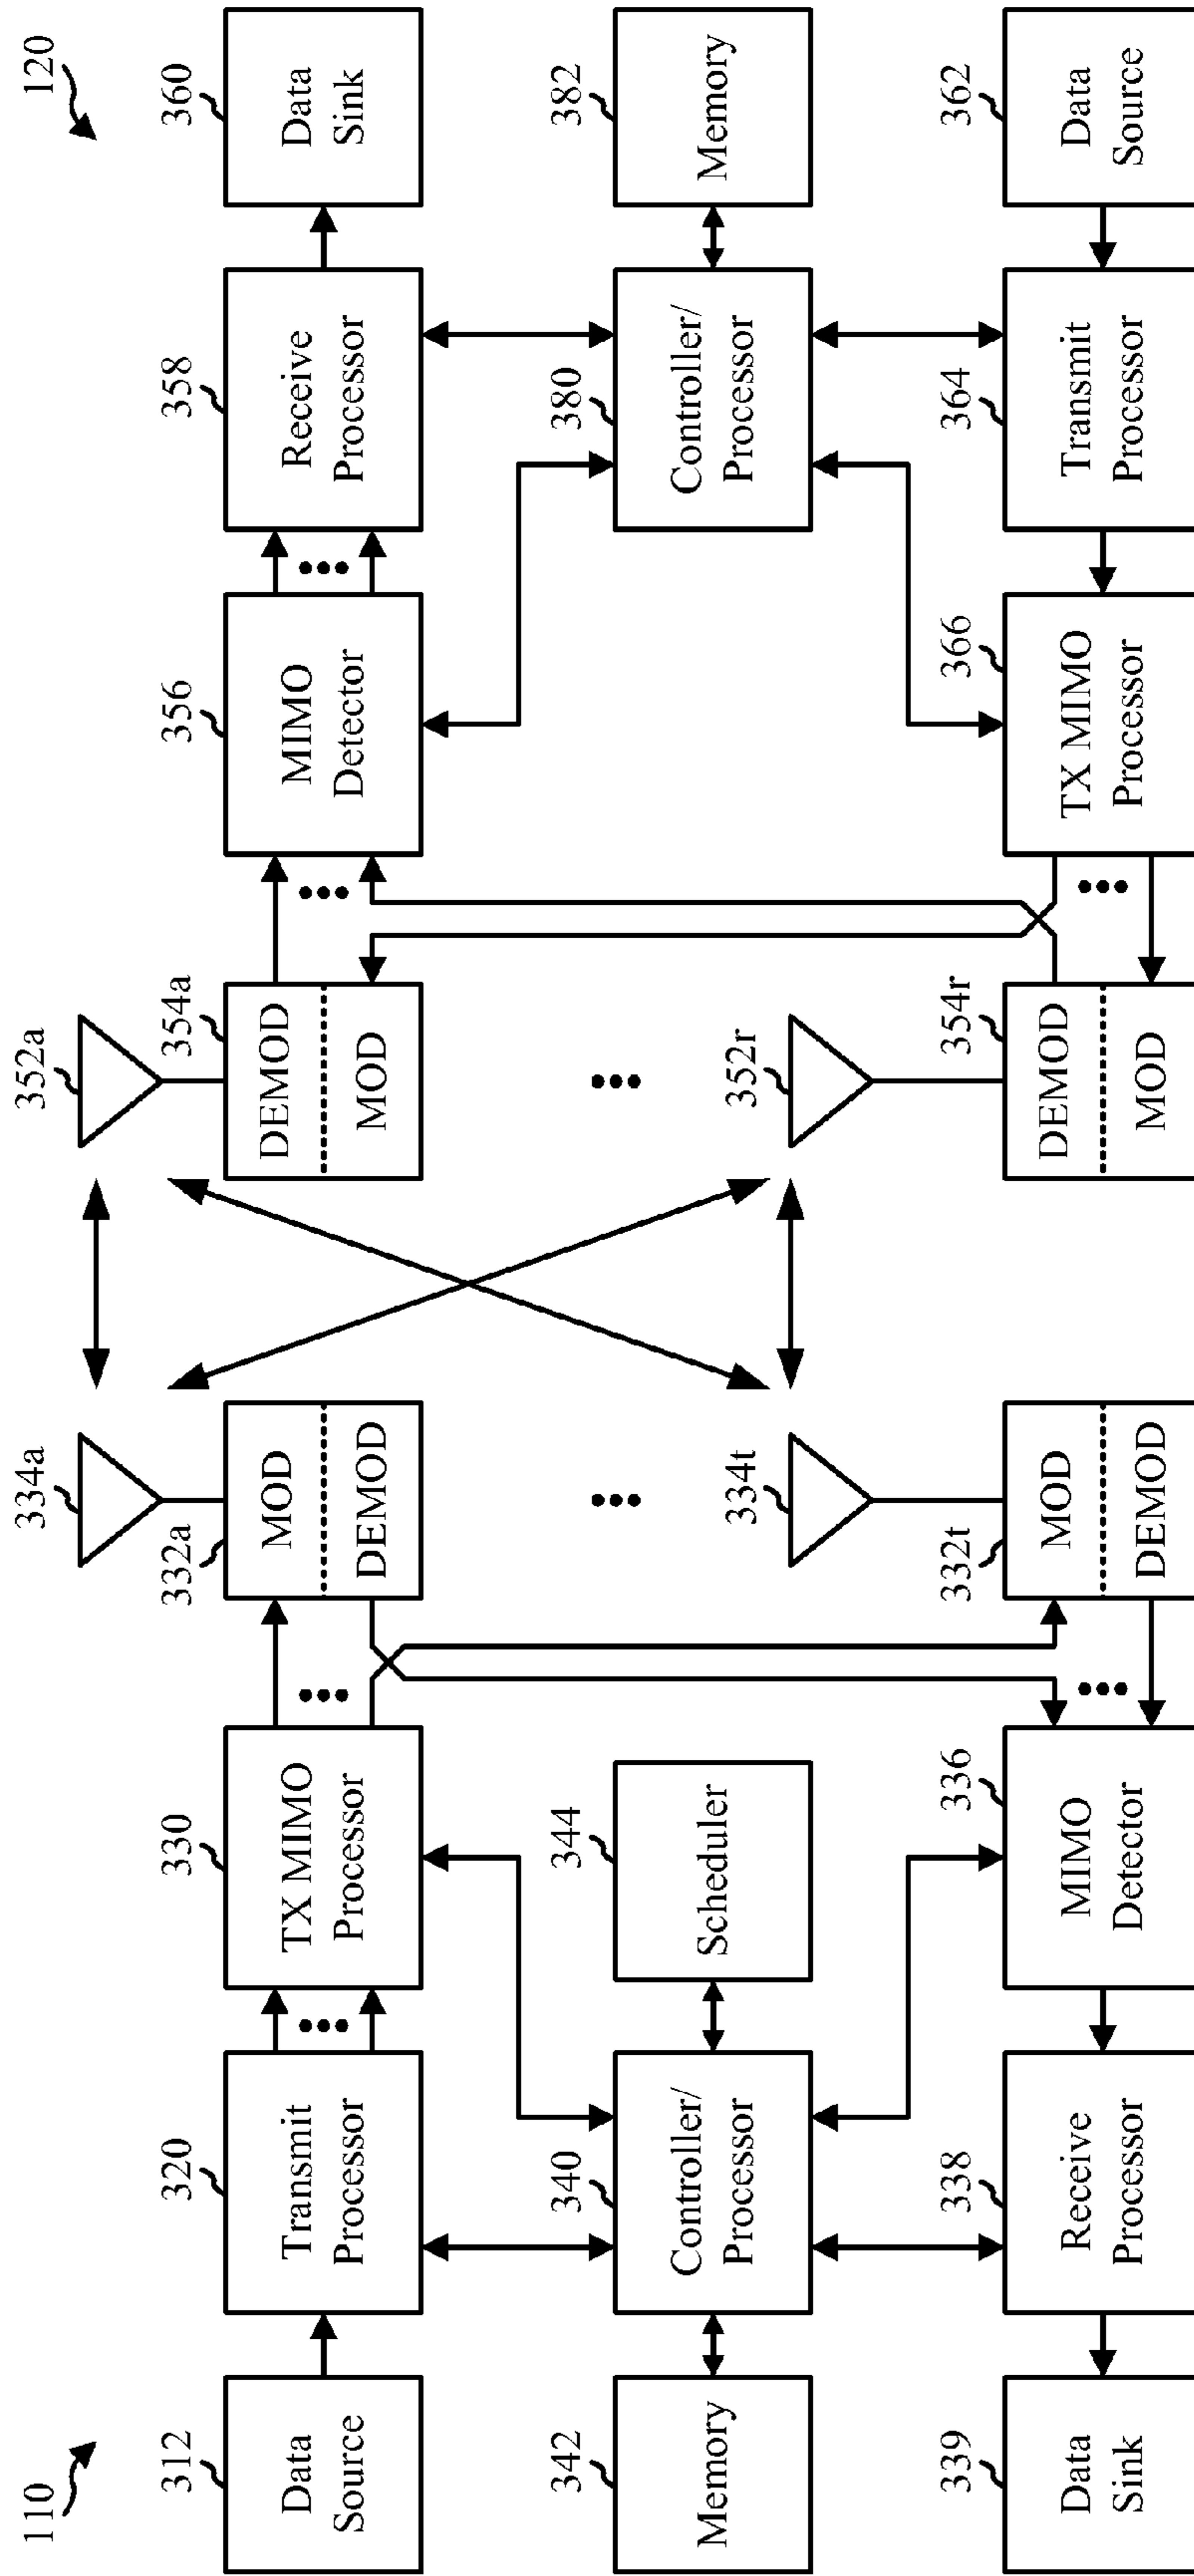 110
120
312
Data
Source
320
Transmit
Processor
330
TX MIMO
Processor
332a
MOD
DEMOD
334a
352a
354a
DEMOD
MOD
356
MIMO
Detector
358
Receive
Processor
360
Data
Sink
342
Memory
340
Controller/
Processor
344
Scheduler
380
Controller/
Processor
382
Memory
339
Data
Sink
338
Receive
Processor
336
MIMO
Detector
332t
MOD
DEMOD
334t
352r
354r
DEMOD
MOD
366
TX MIMO
Processor
364
Transmit
Processor
362
Data
Source